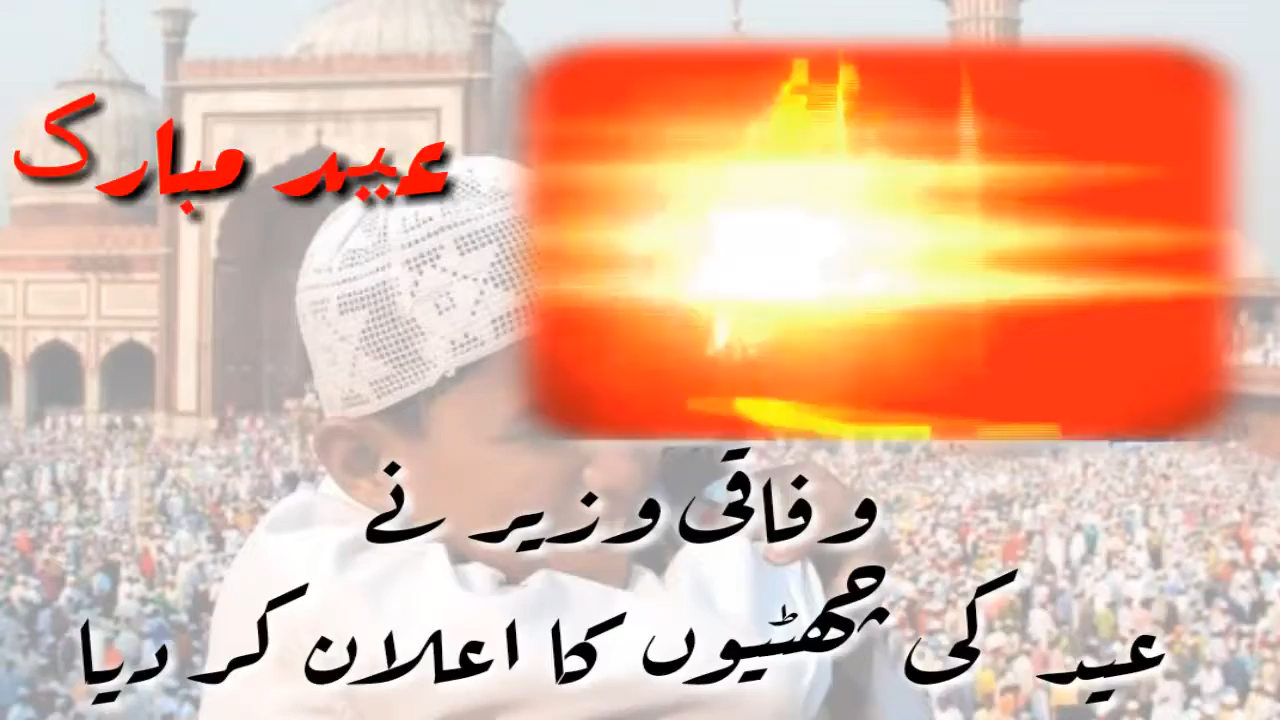 عید مبارک
وفاقی وزیر نے
عید کی چھٹیوں کا اعلان کر دیا